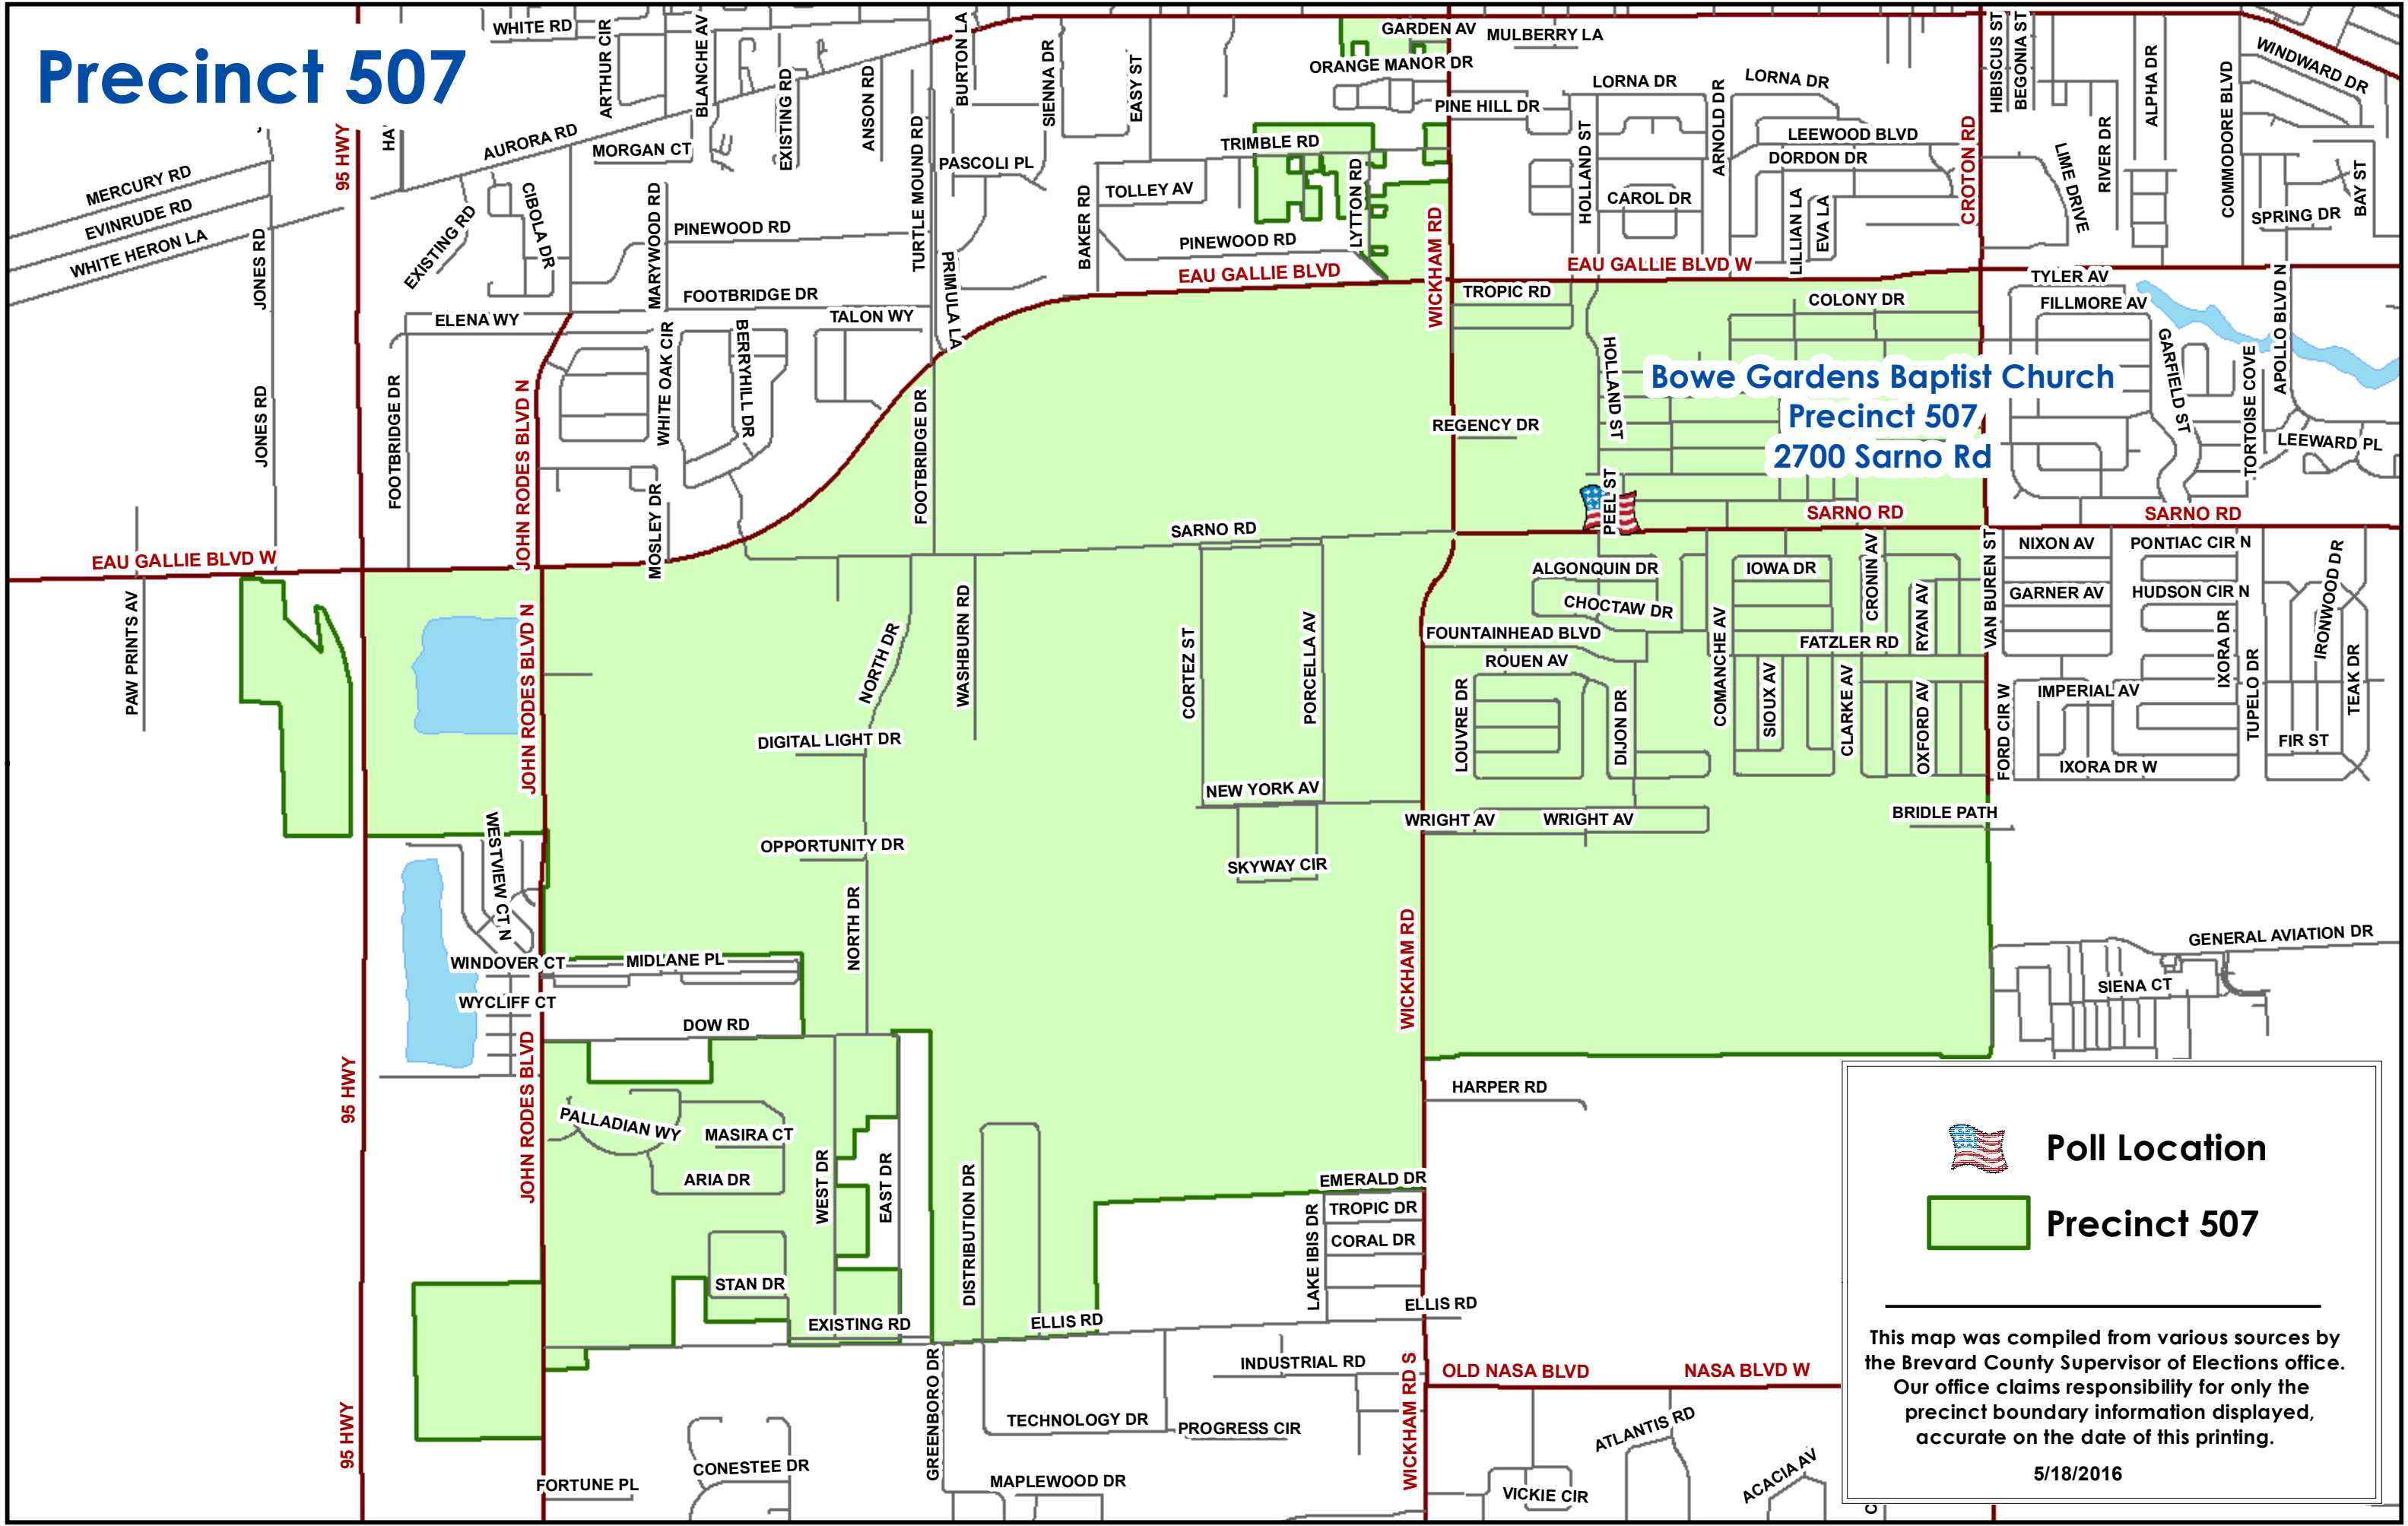 Precinct 507
WHITE RD
ARTHUR CIR
BLANCHE AV
EXISTING RD
ANSON RD
BURTON LA
SIENNA DR
EASY ST
GARDEN AV
MULBERRY LA
ORANGE MANOR DR
PINE HILL DR
LORNA DR
LORNA DR
ARNOLD DR
HIBISCUS ST
BEGONIA ST
ALPHA DR
COMMODORE BLVD
WINDWARD DR
95 HWY
HA
AURORA RD
MORGAN CT
TURTLE MOUND RD
PASCOLI PL
TRIMBLE RD
LYTTON RD
HOLLAND ST
LEEWOOD BLVD
DORDON DR
CROTON RD
LIME DRIVE
RIVER DR
BAY ST
MERCURY RD
EVINRUDE RD
WHITE HERON LA
JONES RD
EXISTING RD
CIBOLA DR
MARYWOOD RD
PINEWOOD RD
BAKER RD
TOLLEY AV
PINEWOOD RD
WICKHAM RD
CAROL DR
LILLIAN LA
EVA LA
SPRING DR
EAU GALLIE BLVD
EAU GALLIE BLVD W
TYLER AV
PRIMULA LA
FOOTBRIDGE DR
TROPIC RD
COLONY DR
FILLMORE AV
APOLLO BLVD N
ELENA WY
TALON WY
WHITE OAK CIR
BERRYHILL DR
HOLLAND ST
GARFIELD ST
TORTOISE COVE
Bowe Gardens Baptist Church
Precinct 507
2700 Sarno Rd
JONES RD
FOOTBRIDGE DR
JOHN RODES BLVD N
FOOTBRIDGE DR
REGENCY DR
LEEWARD PL
MOSLEY DR
PEEL ST
SARNO RD
SARNO RD
SARNO RD
EAU GALLIE BLVD W
PAW PRINTS AV
JOHN RODES BLVD N
NORTH DR
WASHBURN RD
CORTEZ ST
PORCELLA AV
ALGONQUIN DR
CHOCTAW DR
IOWA DR
CRONIN AV
RYAN AV
VAN BUREN ST
NIXON AV
PONTIAC CIR N
GARNER AV
HUDSON CIR N
IRONWOOD DR
FOUNTAINHEAD BLVD
COMANCHE AV
FATZLER RD
IXORA DR
TUPELO DR
TEAK DR
ROUEN AV
LOUVRE DR
DIJON DR
SIOUX AV
CLARKE AV
OXFORD AV
FORD CIR W
IMPERIAL AV
FIR ST
IXORA DR W
DIGITAL LIGHT DR
NEW YORK AV
WRIGHT AV
WRIGHT AV
BRIDLE PATH
OPPORTUNITY DR
SKYWAY CIR
WESTVIEW CT N
NORTH DR
WICKHAM RD
GENERAL AVIATION DR
WINDOVER CT
MIDLANE PL
SIENA CT
WYCLIFF CT
DOW RD
95 HWY
JOHN RODES BLVD
HARPER RD
PALLADIAN WY
MASIRA CT
ARIA DR
WEST DR
EAST DR
DISTRIBUTION DR
EMERALD DR
TROPIC DR
CORAL DR
LAKE IBIS DR
STAN DR
EXISTING RD
ELLIS RD
ELLIS RD
95 HWY
GREENBORO DR
INDUSTRIAL RD
WICKHAM RD S
OLD NASA BLVD
NASA BLVD W
TECHNOLOGY DR
PROGRESS CIR
ATLANTIS RD
CONESTEE DR
FORTUNE PL
MAPLEWOOD DR
VICKIE CIR
ACACIA AV
C
Poll Location
Precinct 507
This map was compiled from various sources by
the Brevard County Supervisor of Elections office.
Our office claims responsibility for only the
precinct boundary information displayed,
accurate on the date of this printing.
5/18/2016